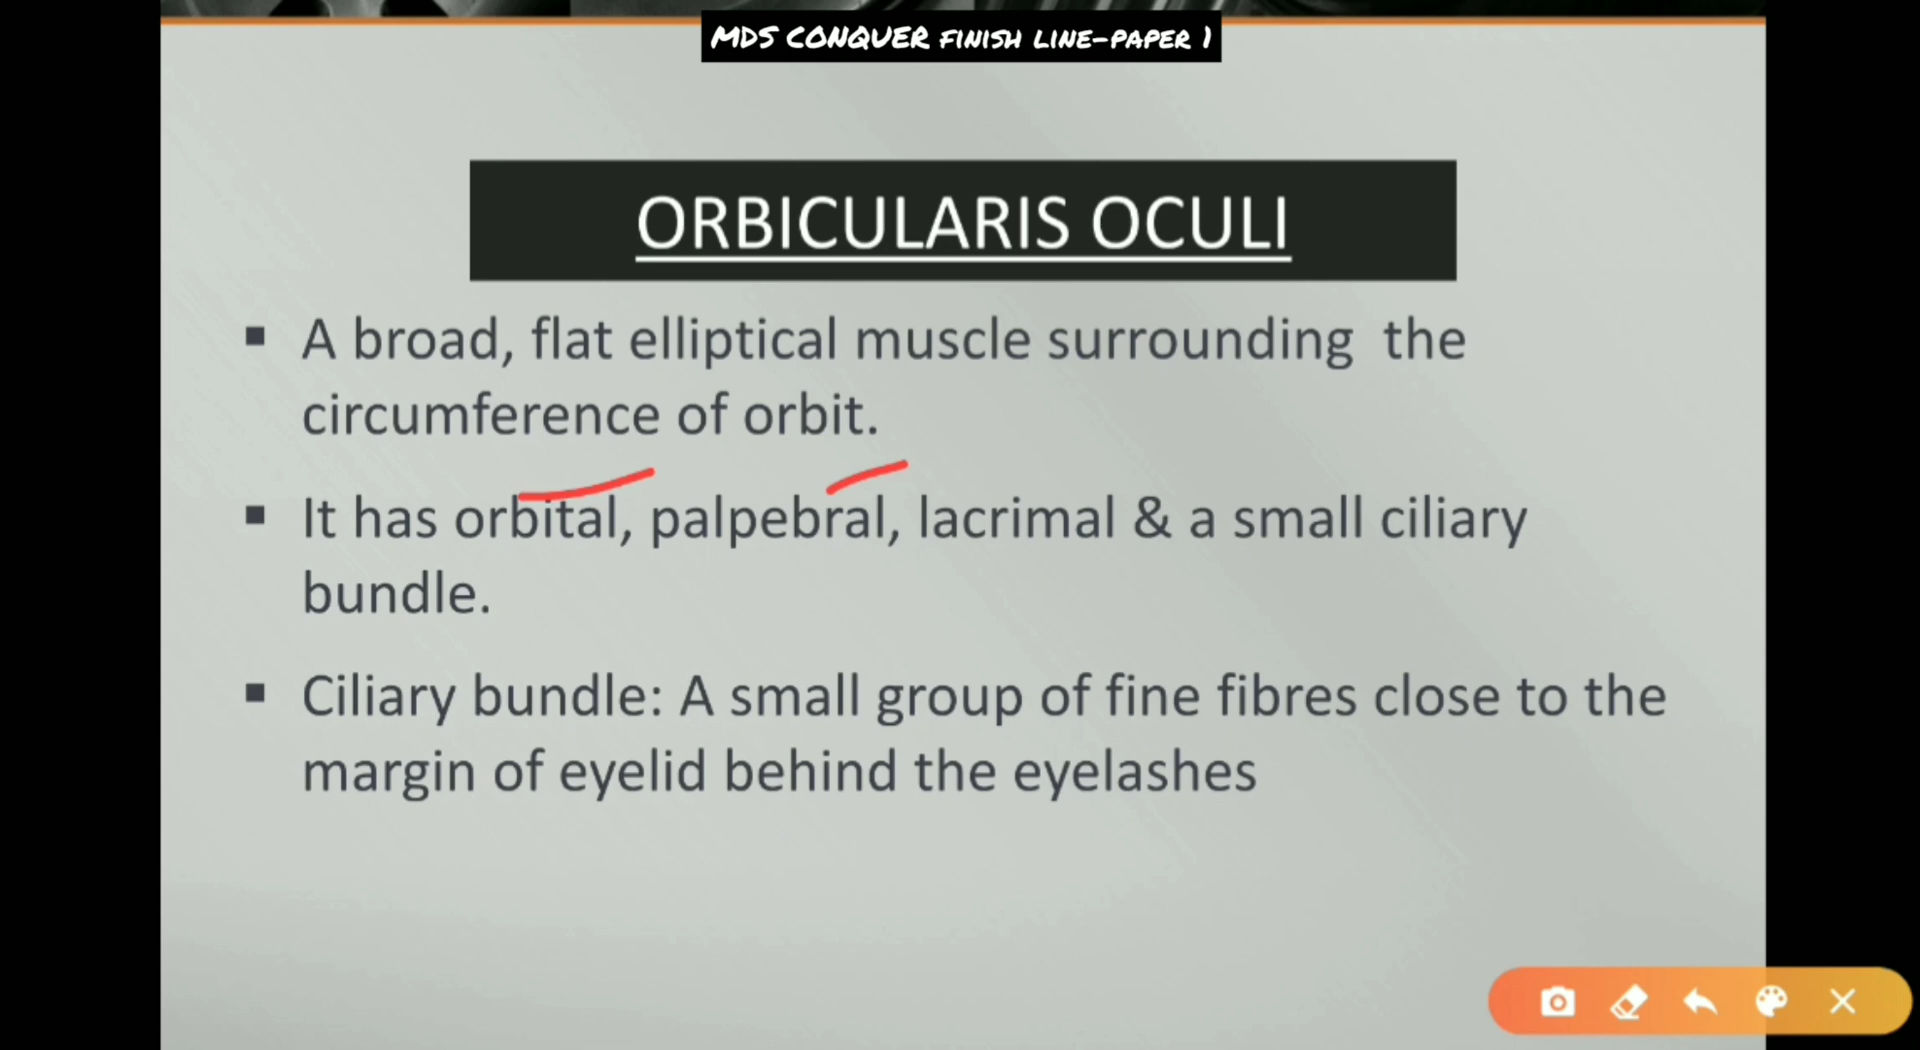 MDS CONQUER FINISH LINE-PAPER 1
ORBICULARIS OCULI
▪ A broad, flat elliptical muscle surrounding the
circumference of orbit.
▪ It has orbital, palpebral, lacrimal & a small ciliary
bundle.
▪ Ciliary bundle: A small group of fine fibres close to the
margin of eyelid behind the eyelashes